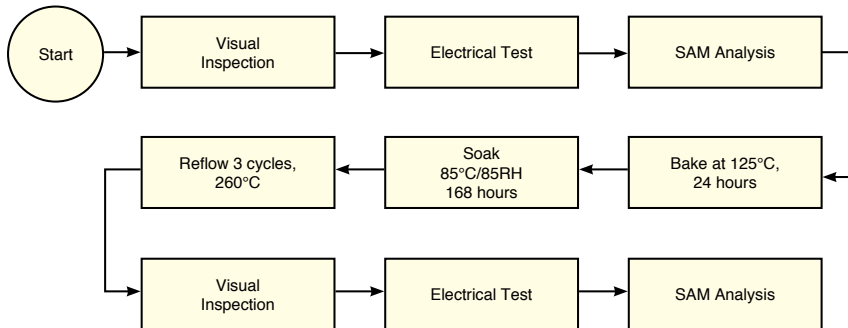 Start
Visual
Inspection
Electrical Test
SAM Analysis
Bake at 125°C,
24 hours
Soak
85°C/85RH
168 hours
Reflow 3 cycles,
260°C
Visual
Inspection
Electrical Test
SAM Analysis